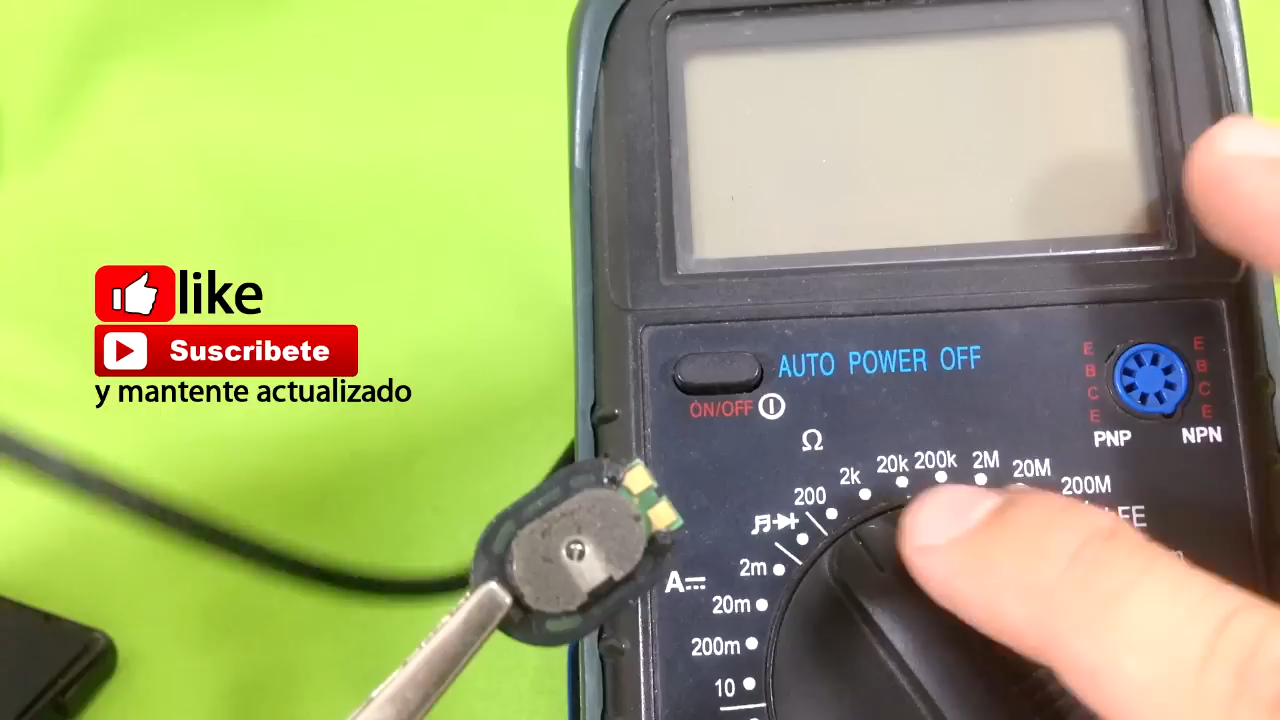 like
Suscribete
y mantente actualizado
AUTO POWER OFF
ON/OFF
E
B
C
E
E
B
C
E
PNP
NPN
Ω
200
2k
20k
200k
2M
20M
200M
FE
A
2m
20m
200m
10